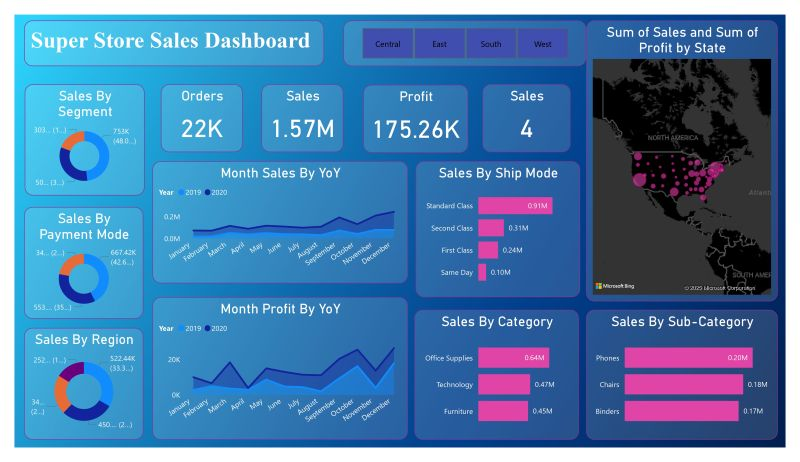 Super Store Sales Dashboard
Central
East
South
West
Sum of Sales and Sum of
Profit by State
Sales By
Segment
303... (1...)
753K
(48.0...)
50... (3...)
Orders
22K
Sales
1.57M
Profit
175.26K
Sales
4
Month Sales By YoY
Year 2019 2020
0.2M
0.0M
January
February
March
April
May
June
July
August
September
October
November
December
Sales By Ship Mode
Standard Class 0.91M
Second Class 0.31M
First Class 0.24M
Same Day 0.10M
NORTH AMERICA
Atlantic
SOUTH AMER
Microsoft Bing
© 2025 Microsoft Corporation
Sales By
Payment Mode
34... (2...)
667.42K
(42.6...)
553.... (35...)
Month Profit By YoY
Year 2019 2020
20K
0K
January
February
March
April
May
June
July
August
September
October
November
December
Sales By Region
252... (1...)
522.44K
(33.3...)
34...
(2...)
450... (2...)
Sales By Category
Office Supplies 0.64M
Technology 0.47M
Furniture 0.45M
Sales By Sub-Category
Phones 0.20M
Chairs 0.18M
Binders 0.17M